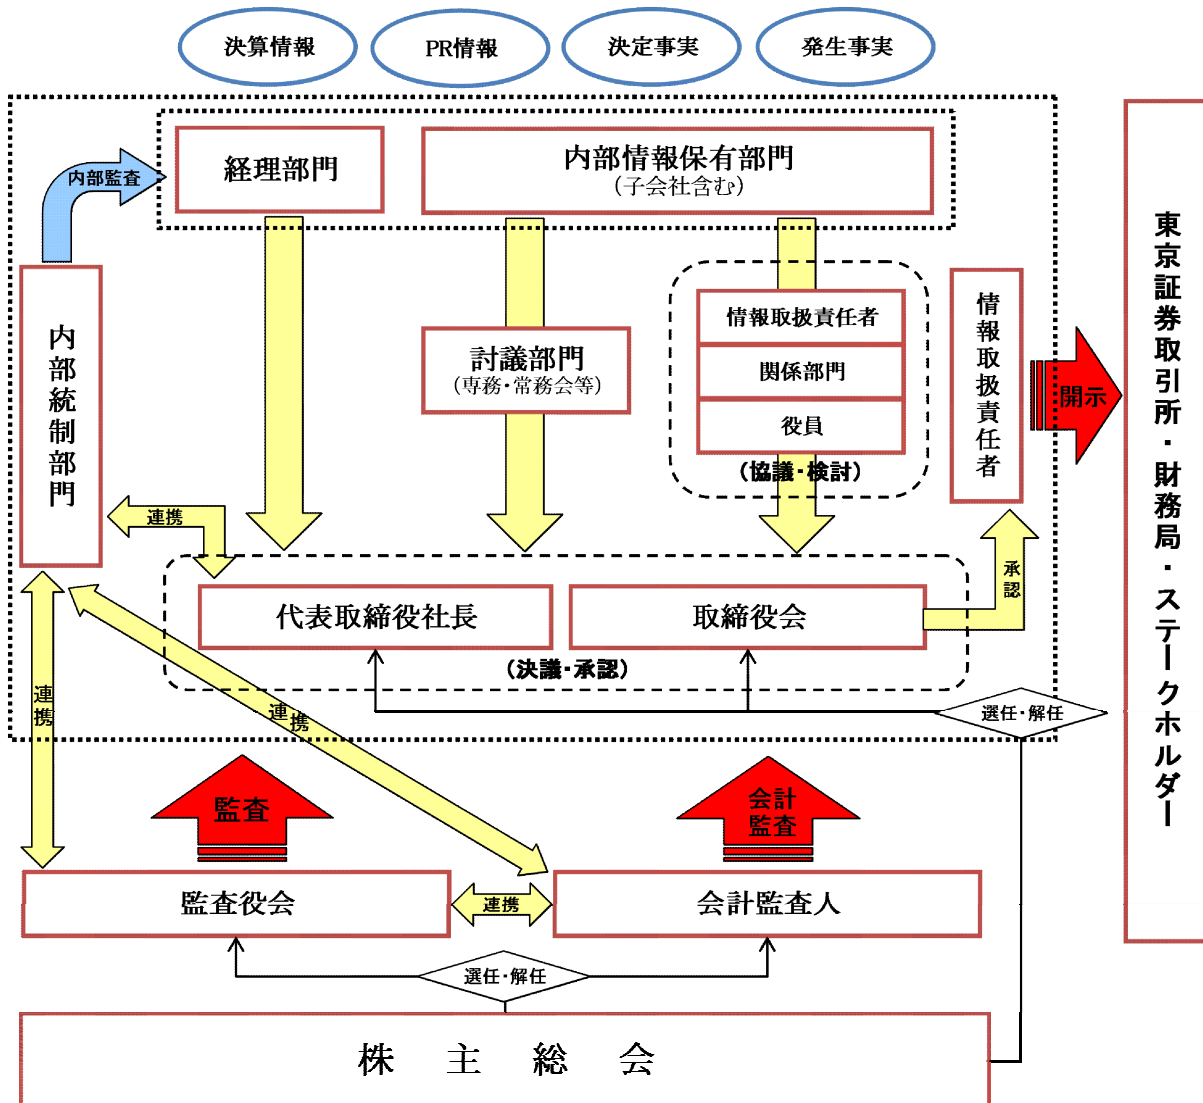 決算情報
PR情報
決定事実
発生事実
内部監査
経理部門
内部情報保有部門
（子会社含む）
東京証券取引所・財務局・ステークホルダー
内部統制部門
討議部門
（専務・常務会等）
情報取扱責任者
関係部門
役員
（協議・検討）
情報取扱責任者
開示
連携
承認
代表取締役社長
取締役会
（決議・承認）
連携
連携
選任・解任
監査
会計
監査
監査役会
連携
会計監査人
選任・解任
株主総会